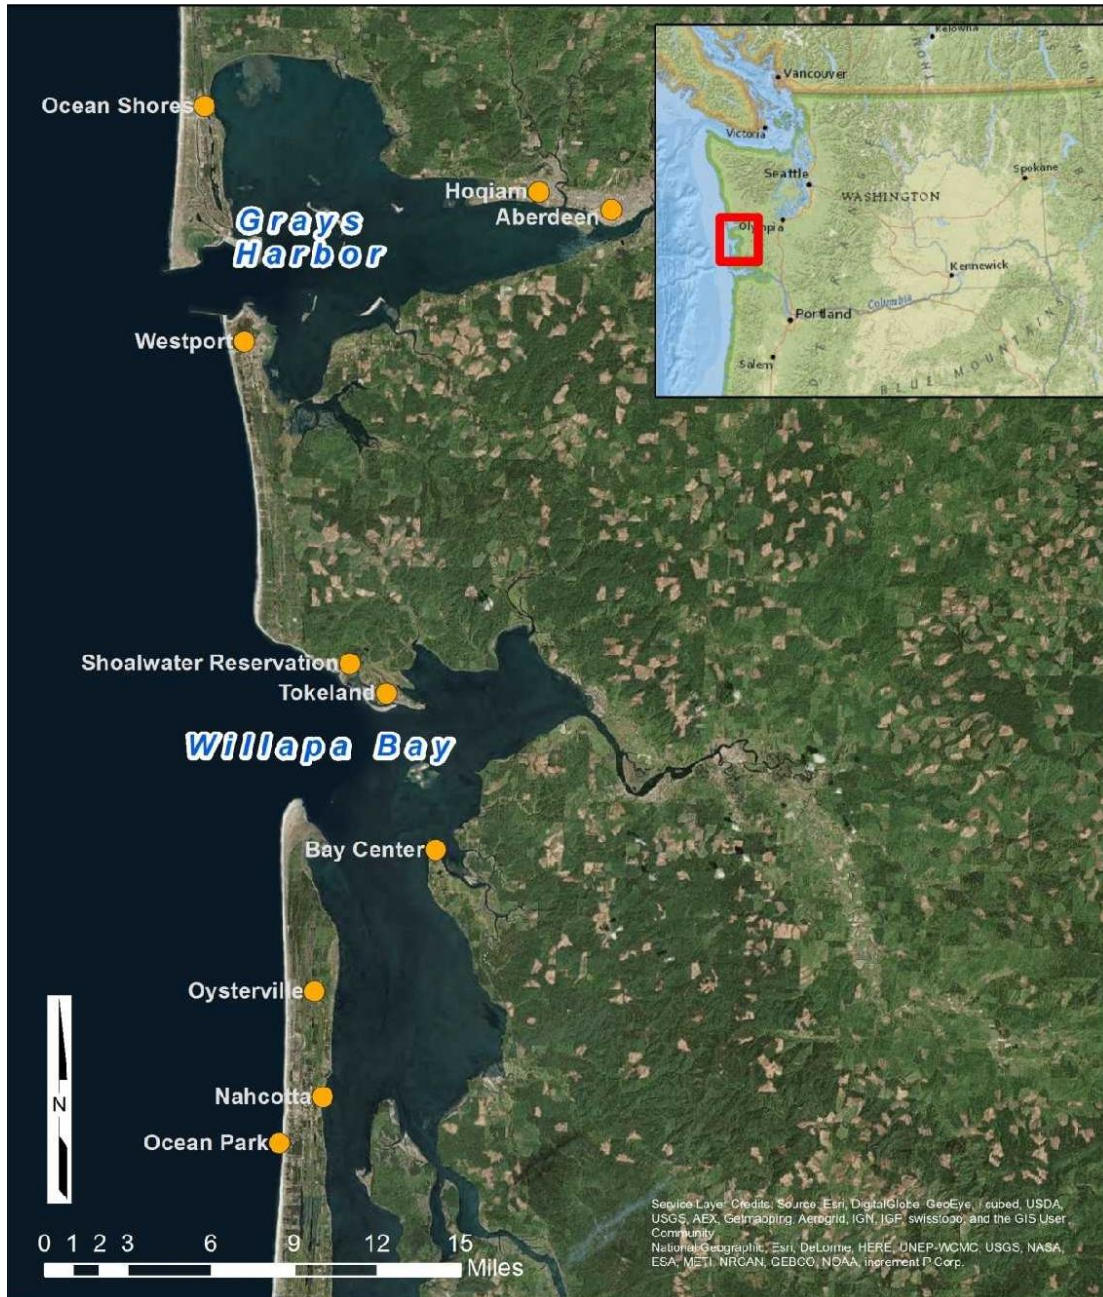 Ocean Shores
Hoqiam
Aberdeen
Grays
Harbor
Westport
Shoalwater Reservation
Tokeland
Willapa Bay
Bay Center
Oysterville
Nahcotta
Ocean Park
N
0 1 2 3 6 9 12 15
Miles
Kelowna
Vancouver
Victoria
Seattle
Spokane
WASHINGTON
Olympia
Kennewick
Columbia
Portland
Salem
BLUE MOUNTAINS
Service Layer Credits: Source: Esri, DigitalGlobe, GeoEye, i-cubed, USDA,
USGS, AEX, Getmapping, Aerogrid, IGN, IGP, swisstopo, and the GIS User
Community
National Geographic, Esri, DeLorme, HERE, UNEP-WCMC, USGS, NASA,
ESA, METI, NRCAN, GEBCO, NOAA, increment P Corp.